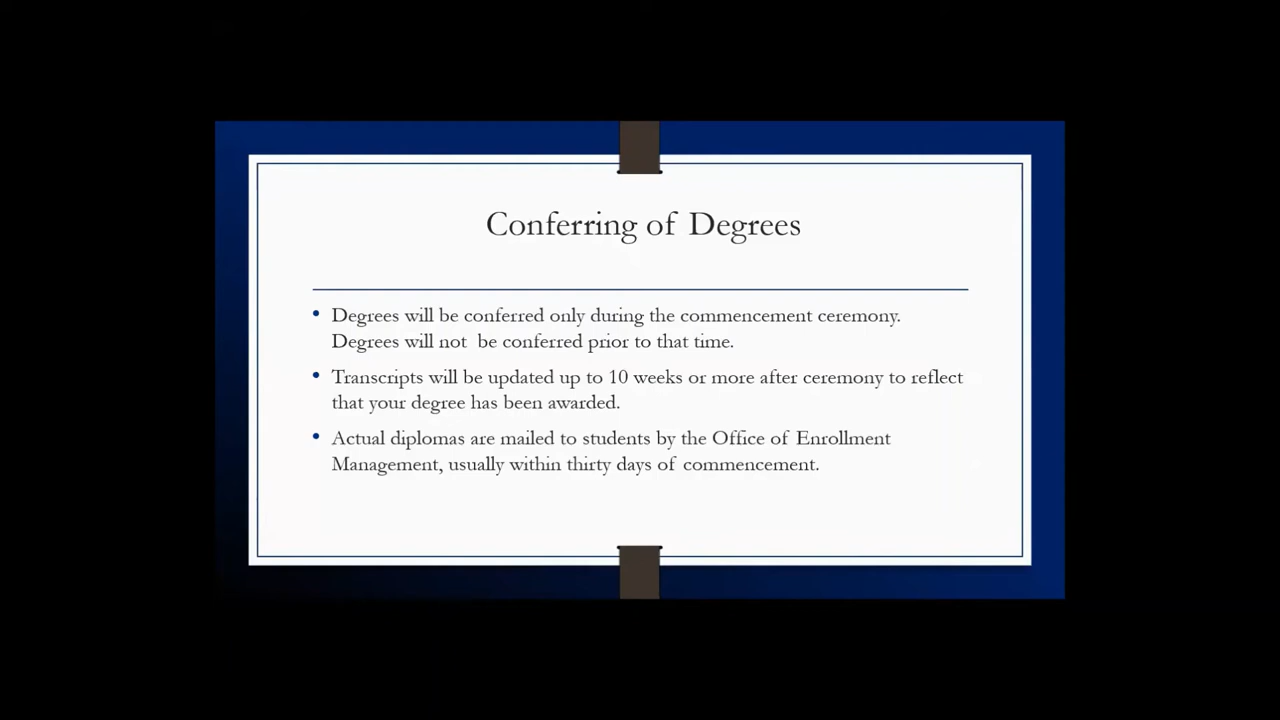 Conferring of Degrees
• Degrees will be conferred only during the commencement ceremony.
Degrees will not be conferred prior to that time.
• Transcripts will be updated up to 10 weeks or more after ceremony to reflect
that your degree has been awarded.
• Actual diplomas are mailed to students by the Office of Enrollment
Management, usually within thirty days of commencement.